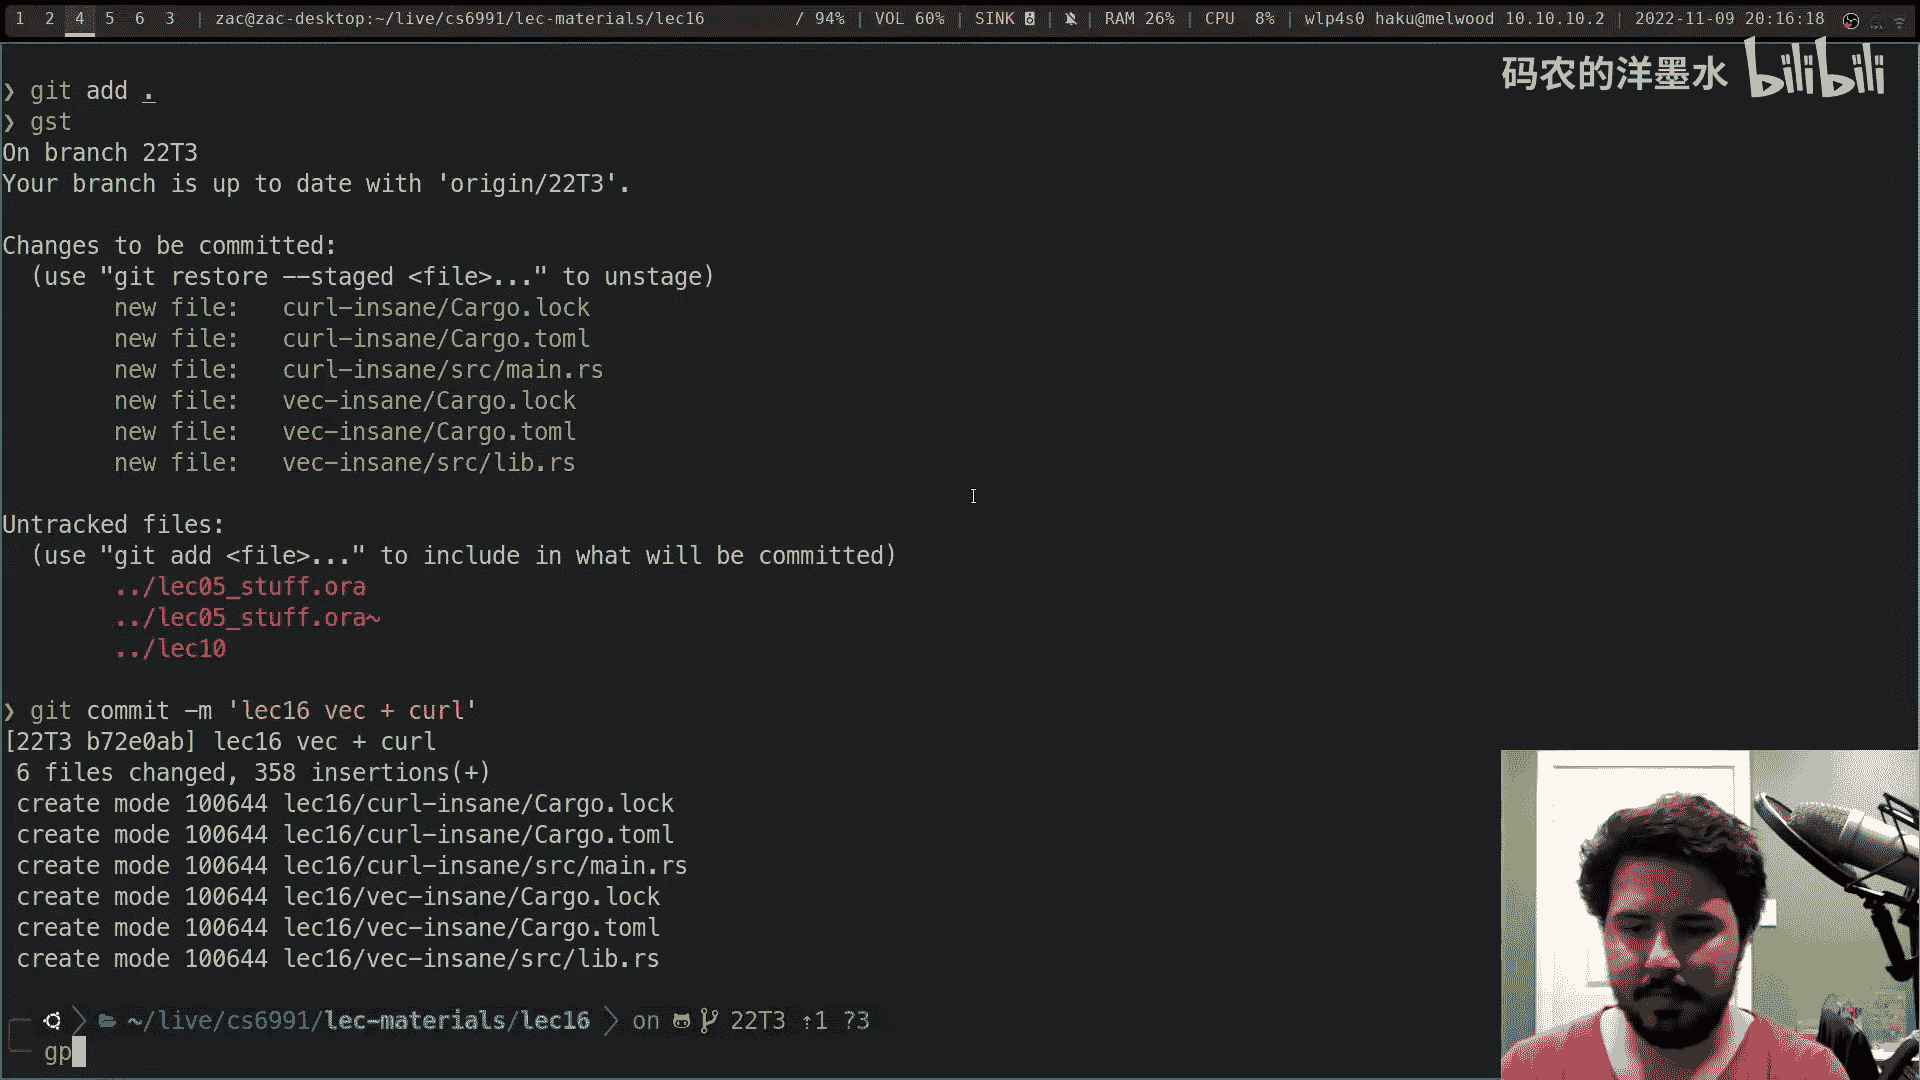 1 2 4 5 6 3 | zac@zac-desktop:~/live/cs6991/lec-materials/lec16 / 94% | VOL 60% | SINK | RAM 26% | CPU 8% | wlp4s0 haku@melwood 10.10.10.2 | 2022-11-09 20:16:18
码农的洋墨水 bilibili
❯ git add .
❯ gst
On branch 22T3
Your branch is up to date with 'origin/22T3'.
Changes to be committed:
(use "git restore --staged <file>..." to unstage)
new file: curl-insane/Cargo.lock
new file: curl-insane/Cargo.toml
new file: curl-insane/src/main.rs
new file: vec-insane/Cargo.lock
new file: vec-insane/Cargo.toml
new file: vec-insane/src/lib.rs
Untracked files:
(use "git add <file>..." to include in what will be committed)
../lec05_stuff.ora
../lec05_stuff.ora~
../lec10
❯ git commit -m 'lec16 vec + curl'
[22T3 b72e0ab] lec16 vec + curl
6 files changed, 358 insertions(+)
create mode 100644 lec16/curl-insane/Cargo.lock
create mode 100644 lec16/curl-insane/Cargo.toml
create mode 100644 lec16/curl-insane/src/main.rs
create mode 100644 lec16/vec-insane/Cargo.lock
create mode 100644 lec16/vec-insane/Cargo.toml
create mode 100644 lec16/vec-insane/src/lib.rs
~/live/cs6991/lec-materials/lec16 on 22T3 ↑1 ?3
gp